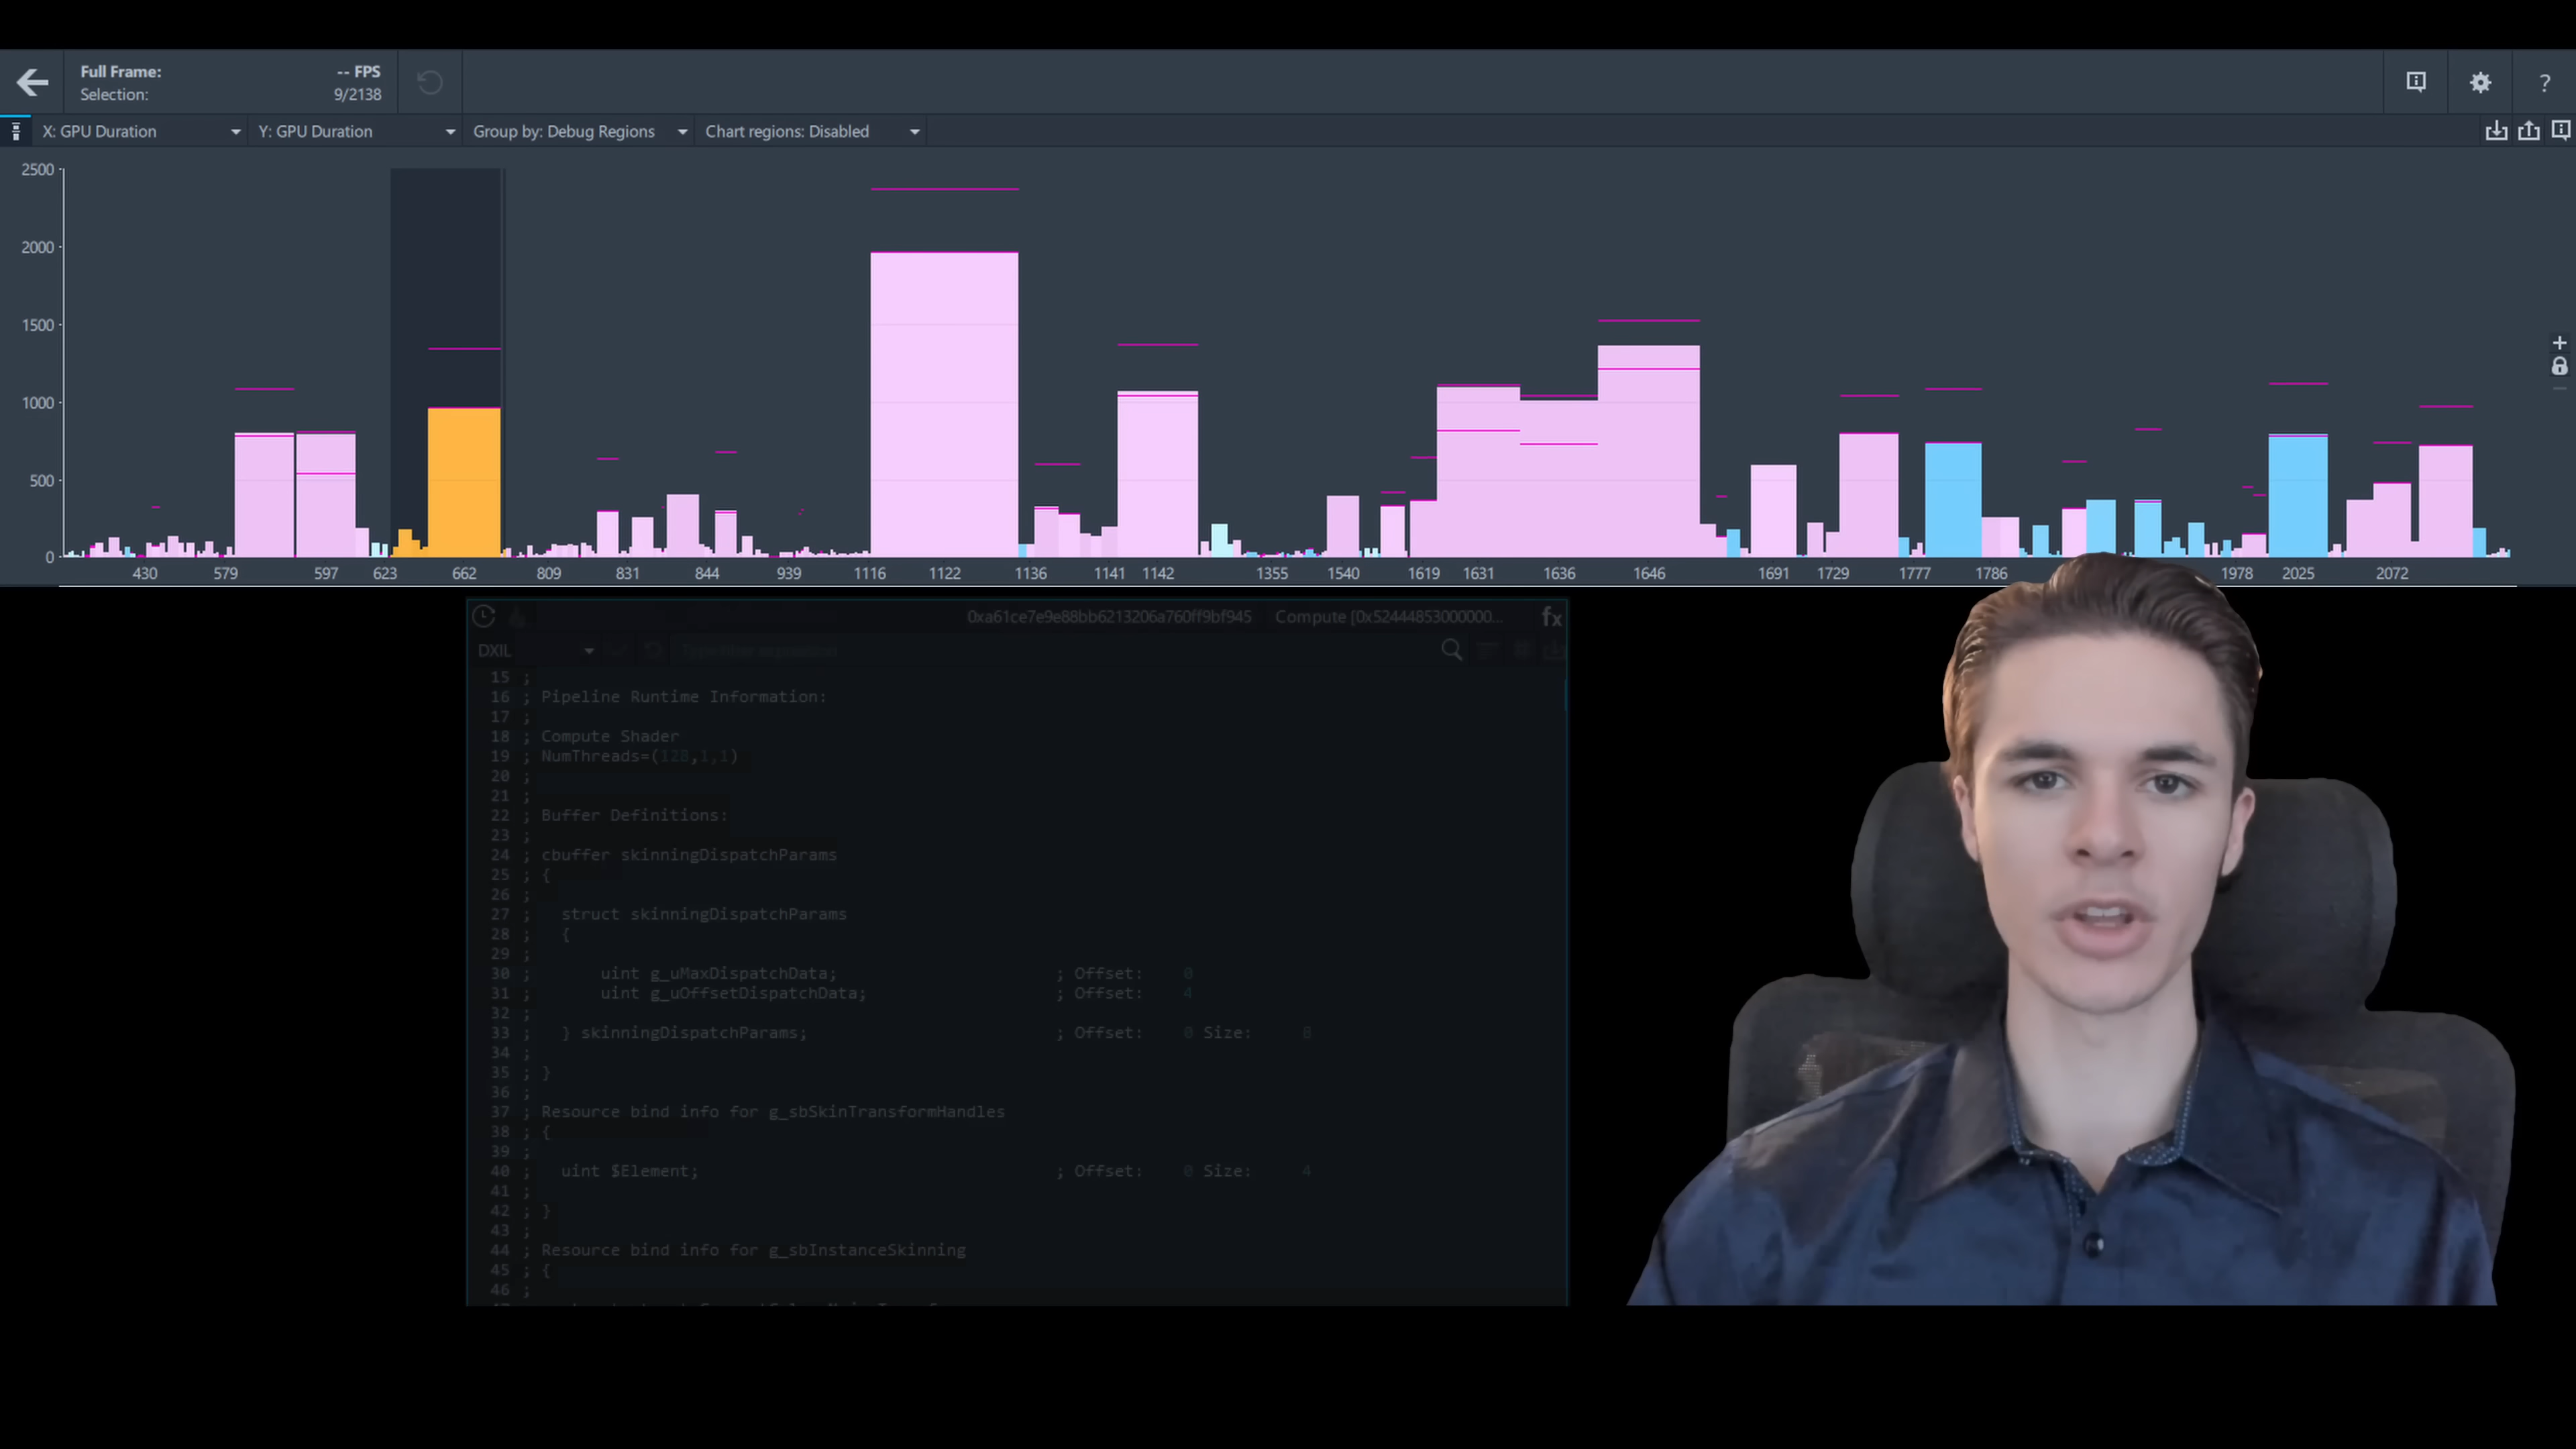 Full Frame: -- FPS
Selection: 9/2138
X: GPU Duration Y: GPU Duration Group by: Debug Regions Chart regions: Disabled
2500
2000
1500
1000
500
0
430 579 597 623 662 809 831 844 939 1116 1122 1136 1141 1142 1355 1540 1619 1631 1636 1646 1691 1729 1777 1786 1978 2025 2072
0xa61ce7e9e88bb6213206a760ff9bf945 Compute [0x52444853000000... fx
DXIL
15 ;
16 ; Pipeline Runtime Information:
17 ;
18 ; Compute Shader
19 ; NumThreads=(128,1,1)
20 ;
21 ;
22 ; Buffer Definitions:
23 ;
24 ; cbuffer skinningDispatchParams
25 ; {
26 ;
27 ; struct skinningDispatchParams
28 ; {
29 ;
30 ; uint g_uMaxDispatchData; ; Offset: 0
31 ; uint g_uOffsetDispatchData; ; Offset: 4
32 ;
33 ; } skinningDispatchParams; ; Offset: 0 Size: 8
34 ;
35 ; }
36 ;
37 ; Resource bind info for g_sbSkinTransformHandles
38 ; {
39 ;
40 ; uint $Element; ; Offset: 0 Size: 4
41 ;
42 ; }
43 ;
44 ; Resource bind info for g_sbInstanceSkinning
45 ; {
46 ;